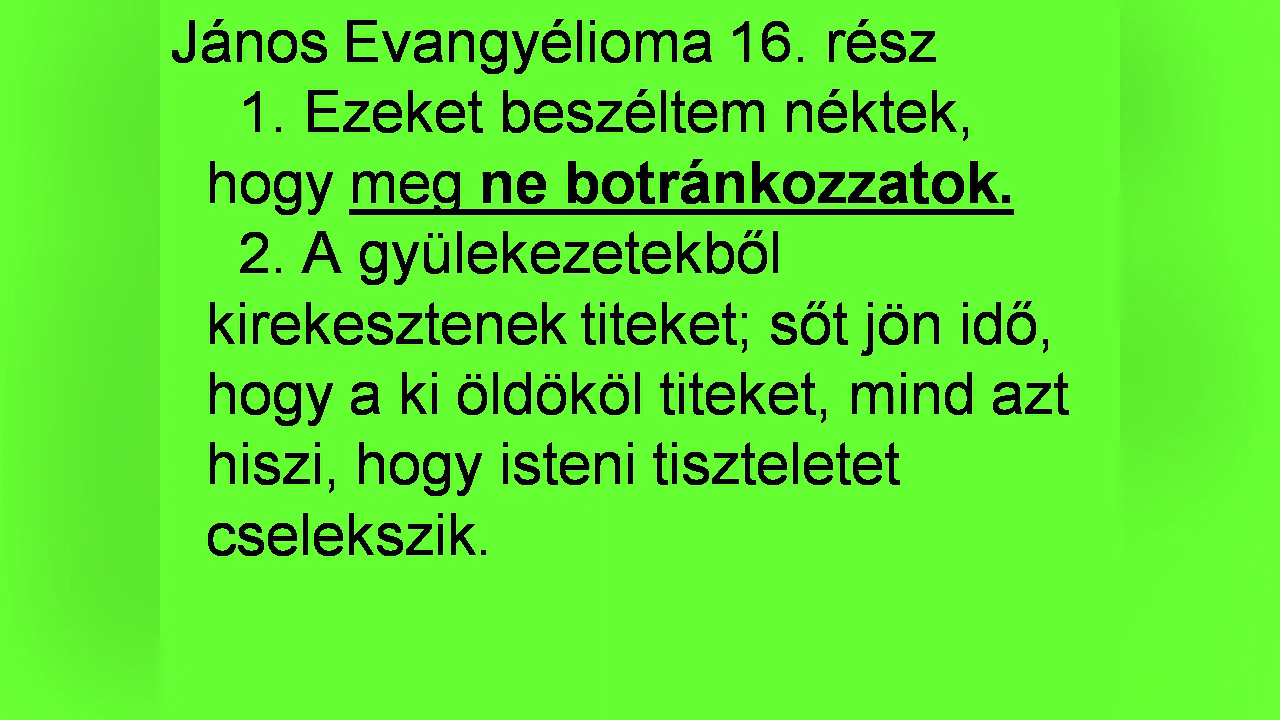 János Evangyélioma 16. rész
1. Ezeket beszéltem néktek,
hogy meg ne botránkozzatok.
2. A gyülekezetekből
kirekesztenek titeket; sőt jön idő,
hogy a ki öldököl titeket, mind azt
hiszi, hogy isteni tiszteletet
cselekszik.